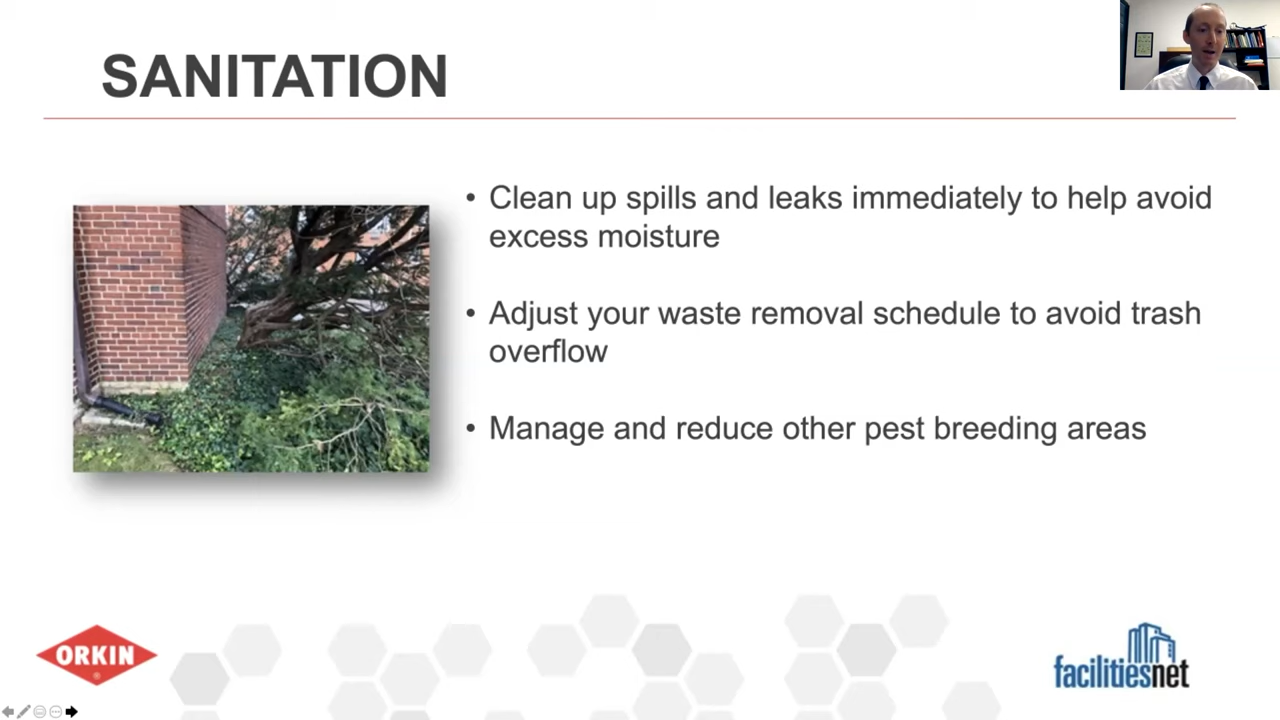 SANITATION
• Clean up spills and leaks immediately to help avoid
excess moisture
• Adjust your waste removal schedule to avoid trash
overflow
• Manage and reduce other pest breeding areas
ORKIN
®
facilitiesnet